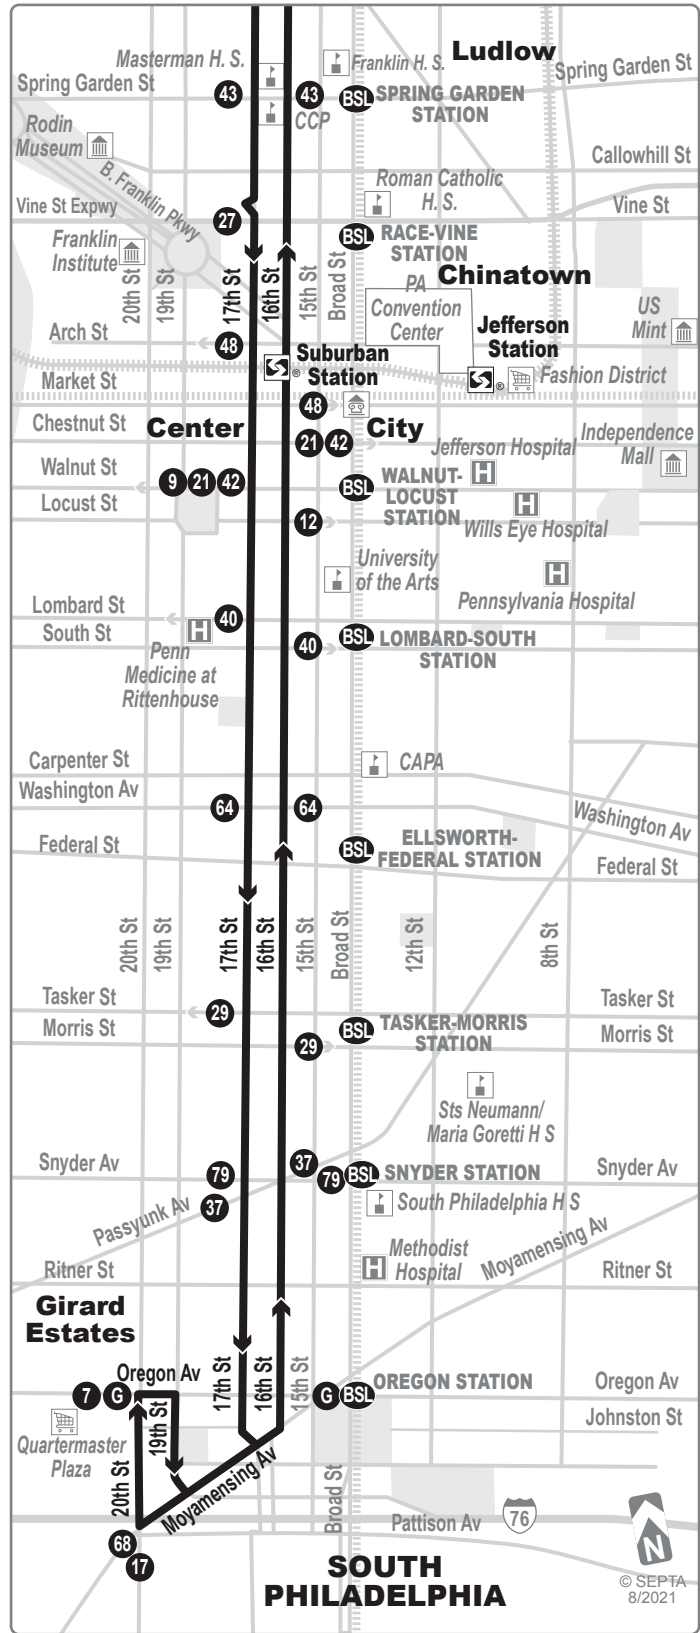 Masterman H. S.
Franklin H. S.
Ludlow
Spring Garden St
Spring Garden St
43
43
BSL
SPRING GARDEN
STATION
CCP
Rodin
Museum
B. Franklin Pkwy
Callowhill St
Roman Catholic
H. S.
Vine St Expwy
27
Vine St
Franklin
Institute
BSL
RACE-VINE
STATION
20th St
19th St
17th St
16th St
15th St
Broad St
PA
Convention
Center
Chinatown
US
Mint
Arch St
48
Jefferson
Station
Suburban
Station
®
®
Fashion District
Market St
48
Chestnut St
Center
City
21
42
Jefferson Hospital
Independence
Mall
Walnut St
9
21
42
BSL
WALNUT-
LOCUST
STATION
H
Locust St
12
H
Wills Eye Hospital
University
of the Arts
H
Pennsylvania Hospital
Lombard St
40
South St
H
40
BSL
LOMBARD-SOUTH
STATION
Penn
Medicine at
Rittenhouse
Carpenter St
CAPA
Washington Av
64
64
Washington Av
Federal St
BSL
ELLSWORTH-
FEDERAL STATION
Federal St
20th St
19th St
17th St
16th St
15th St
Broad St
12th St
8th St
Tasker St
29
Tasker St
Morris St
29
BSL
TASKER-MORRIS
STATION
Morris St
Sts Neumann/
Maria Goretti H S
Snyder Av
79
37
79
BSL
SNYDER STATION
Snyder Av
Passyunk Av
37
South Philadelphia H S
Methodist
Hospital
H
Moyamensing Av
Ritner St
Ritner St
Girard
Estates
17th St
16th St
15th St
Oregon Av
7
G
G
BSL
OREGON STATION
Oregon Av
19th St
Johnston St
Quartermaster
Plaza
20th St
Moyamensing Av
Broad St
Pattison Av
76
68
17
SOUTH
PHILADELPHIA
N
© SEPTA
8/2021